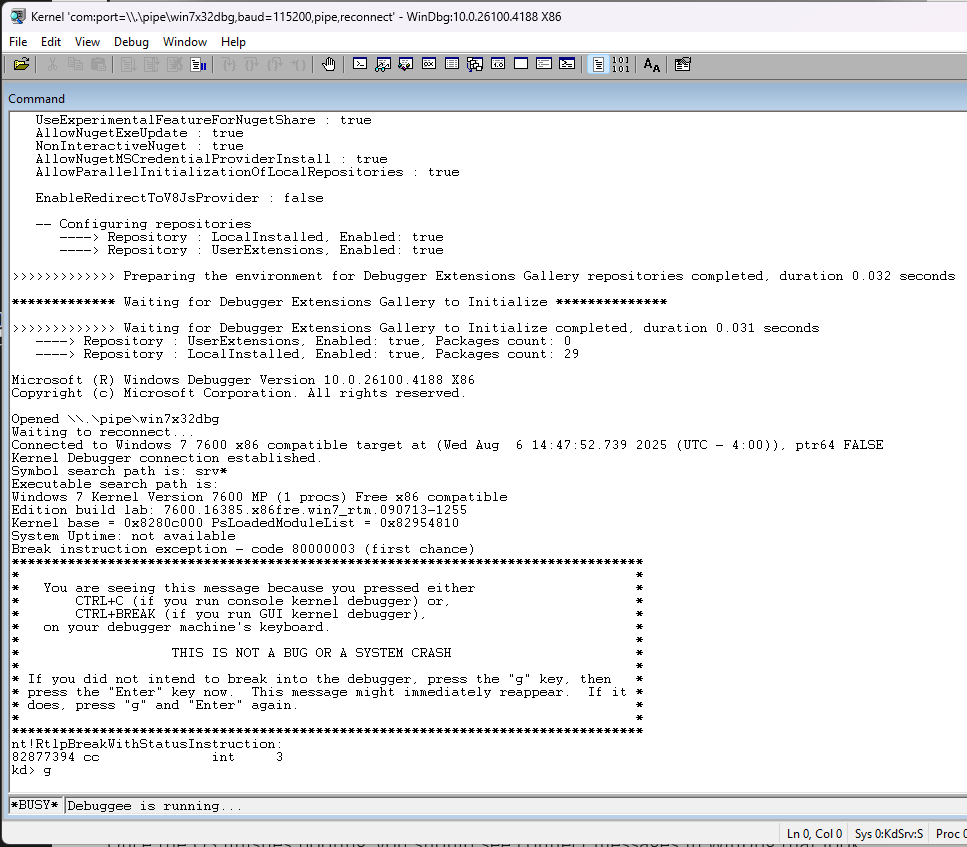 Kernel 'com:port=\\.\pipe\win7x32dbg,baud=115200,pipe,reconnect' - WinDbg:10.0.26100.4188 X86
File Edit View Debug Window Help
Command
UseExperimentalFeatureForNugetShare : true
AllowNugetExeUpdate : true
NonInteractiveNuget : true
AllowNugetMSCredentialProviderInstall : true
AllowParallelInitializationOfLocalRepositories : true
EnableRedirectToV8JsProvider : false
-- Configuring repositories
----> Repository : LocalInstalled, Enabled: true
----> Repository : UserExtensions, Enabled: true
>>>>>>>>>>>>> Preparing the environment for Debugger Extensions Gallery repositories completed, duration 0.032 seconds
************* Waiting for Debugger Extensions Gallery to Initialize **************
>>>>>>>>>>>>> Waiting for Debugger Extensions Gallery to Initialize completed, duration 0.031 seconds
----> Repository : UserExtensions, Enabled: true, Packages count: 0
----> Repository : LocalInstalled, Enabled: true, Packages count: 29
Microsoft (R) Windows Debugger Version 10.0.26100.4188 X86
Copyright (c) Microsoft Corporation. All rights reserved.
Opened \\.\pipe\win7x32dbg
Waiting to reconnect...
Connected to Windows 7 7600 x86 compatible target at (Wed Aug  6 14:47:52.739 2025 (UTC - 4:00)), ptr64 FALSE
Kernel Debugger connection established.
Symbol search path is: srv*
Executable search path is:
Windows 7 Kernel Version 7600 MP (1 procs) Free x86 compatible
Edition build lab: 7600.16385.x86fre.win7_rtm.090713-1255
Kernel base = 0x8280c000 PsLoadedModuleList = 0x82954810
System Uptime: not available
Break instruction exception - code 80000003 (first chance)
*******************************************************************************
*                                                                             *
*   You are seeing this message because you pressed either                    *
*       CTRL+C (if you run console kernel debugger) or,                       *
*       CTRL+BREAK (if you run GUI kernel debugger),                          *
*   on your debugger machine's keyboard.                                      *
*                                                                             *
*                   THIS IS NOT A BUG OR A SYSTEM CRASH                       *
*                                                                             *
* If you did not intend to break into the debugger, press the "g" key, then   *
* press the "Enter" key now.  This message might immediately reappear.  If it *
* does, press "g" and "Enter" again.                                          *
*                                                                             *
*******************************************************************************
nt!RtlpBreakWithStatusInstruction:
82877394 cc              int     3
kd> g
*BUSY* Debuggee is running...
Ln 0, Col 0 Sys 0:KdSrv:S Proc 0